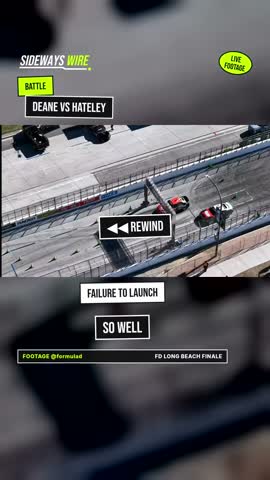 SIDEWAYS WIRE
LIVE
FOOTAGE
BATTLE
DEANE VS HATELEY
REWIND
FAILURE TO LAUNCH
SO WELL
FOOTAGE @formulad
FD LONG BEACH FINALE